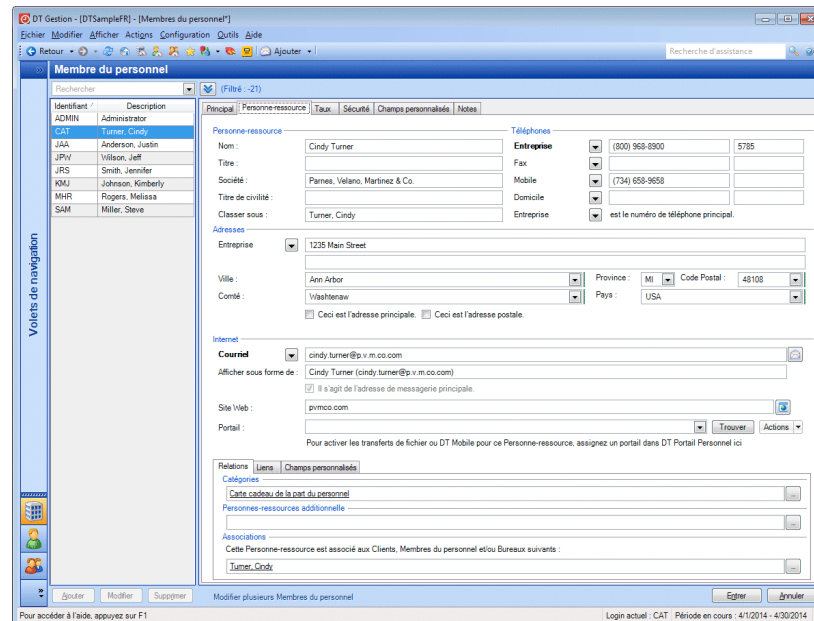 DT Gestion - [DTSampleFR] - [Membres du personnel*]
Eichier Modifier Afficher Actions Configuration Outils Aide
Retour Ajouter Recherche d'assistance
Membre du personnel
Rechercher (Filtré : -21)
Identifiant Description
ADMIN Administrator
CAT Turner, Cindy
JAA Anderson, Justin
JPW Wilson, Jeff
JRS Smith, Jennifer
KMJ Johnson, Kimberly
MHR Rogers, Melissa
SAM Miller, Steve
Volets de navigation
Principal Personne-ressource Taux Sécurité Champs personnalisés Notes
Personne-ressource Téléphones
Nom : Cindy Turner Entreprise (800) 968-8900 5785
Titre : Fax
Société : Parnes, Velano, Martinez & Co. Mobile (734) 658-9658
Titre de civilité : Domicile
Classer sous : Turner, Cindy Entreprise est le numéro de téléphone principal.
Adresses
Entreprise 1235 Main Street
Ville : Ann Arbor Province : MI Code Postal : 48108
Comté : Washtenaw Pays : USA
Ceci est l'adresse principale. Ceci est l'adresse postale.
Internet
Courriel cindy.turner@p.v.m.co.com
Afficher sous forme de : Cindy Turner (cindy.turner@p.v.m.co.com)
Il s'agit de l'adresse de messagerie principale.
Site Web : pvmco.com
Portail : Trouver Actions
Pour activer les transferts de fichier ou DT Mobile pour ce Personne-ressource, assignez un portail dans DT Portail Personnel ici
Relations Liens Champs personnalisés
Catégories
Carte cadeau de la part du personnel
Personnes-ressources additionnelle
Associations
Cette Personne-ressource est associé aux Clients, Membres du personnel et/ou Bureaux suivants :
Turner, Cindy
Ajouter Modifier Supprimer Modifier plusieurs Membres du personnel Entrer Annuler
Pour accéder à l'aide, appuyez sur F1 Login actuel : CAT Période en cours : 4/1/2014 - 4/30/2014